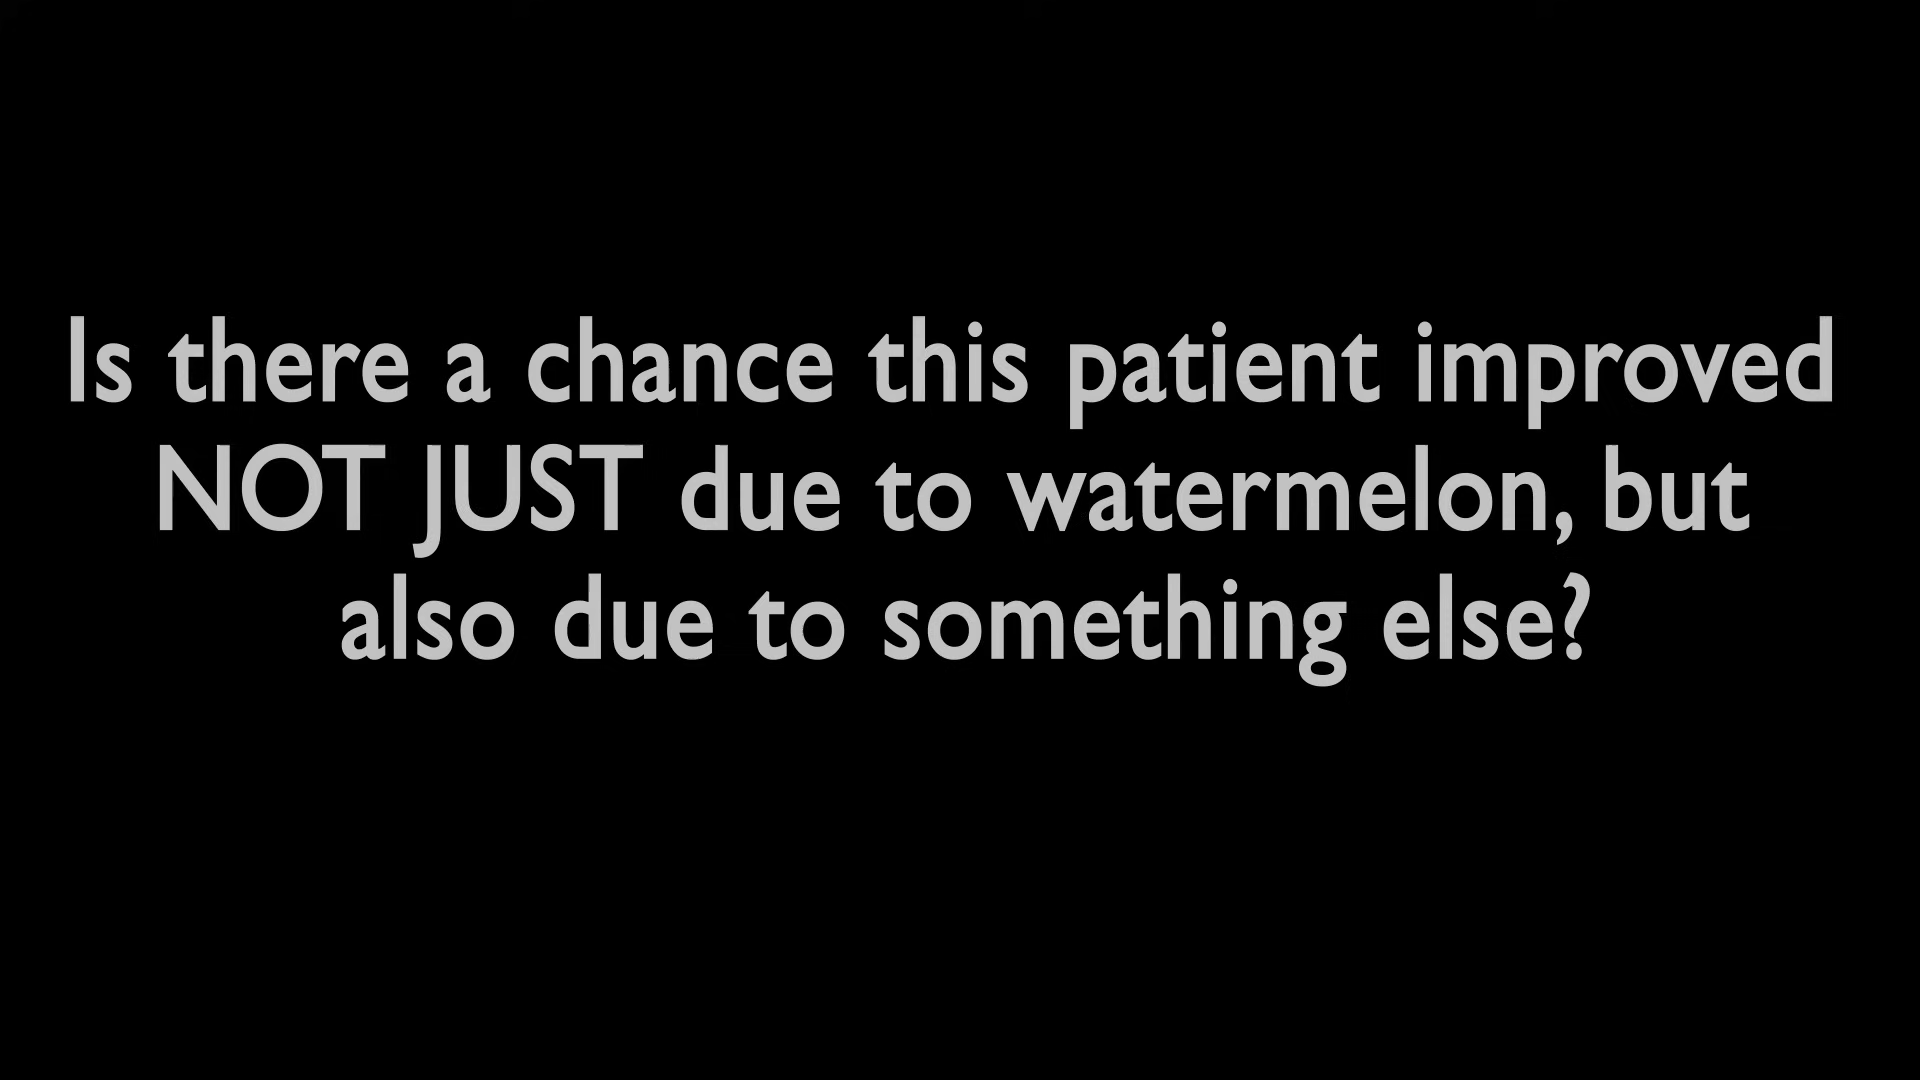 Is there a chance this patient improved
NOT JUST due to watermelon, but
also due to something else?